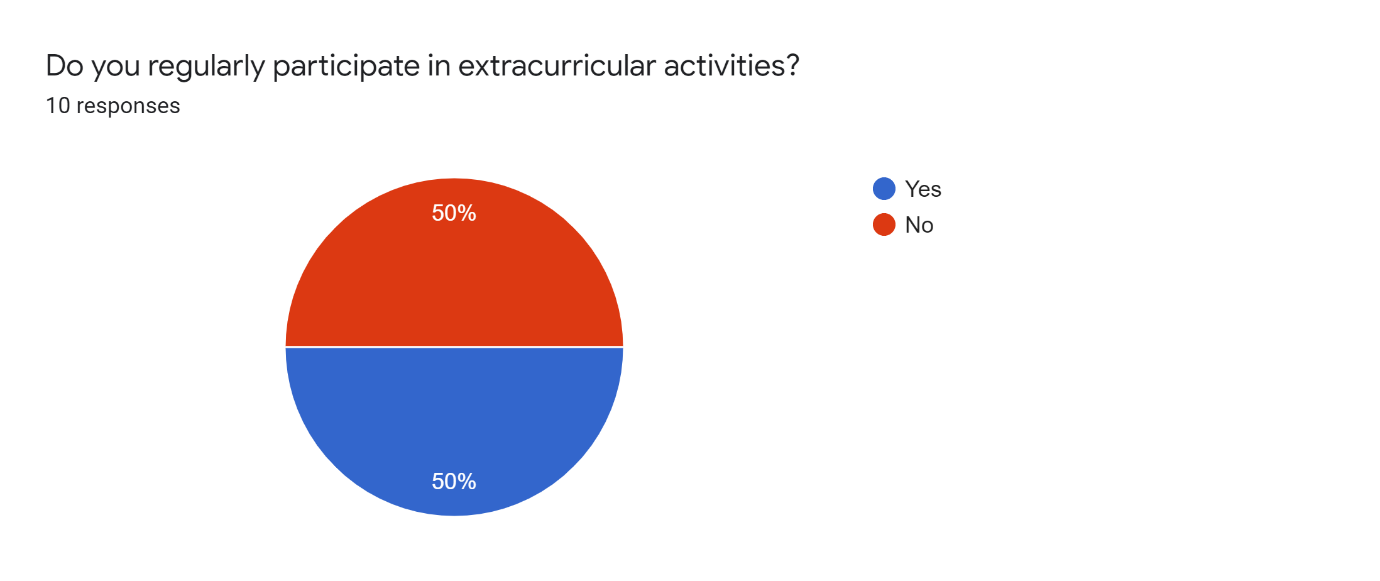 Do you regularly participate in extracurricular activities?
10 responses
50%
50%
Yes
No